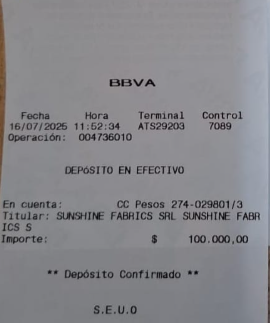 BBVA
Fecha Hora Terminal Control
16/07/2025 11:52:34 ATS29203 7089
Operación: 004736010
DEPóSITO EN EFECTIVO
En cuenta: CC Pesos 274-029801/3
Titular: SUNSHINE FABRICS SRL SUNSHINE FABR
ICS S
Importe: $ 100.000,00
** Depósito Confirmado **
S.E.U.O